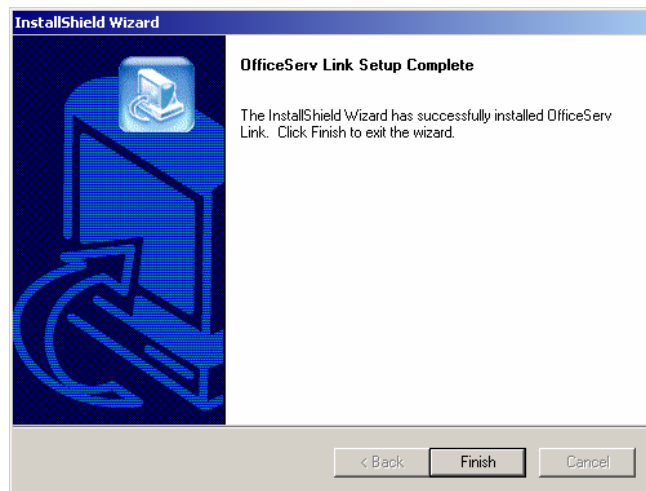 InstallShield Wizard
OfficeServ Link Setup Complete
The InstallShield Wizard has successfully installed OfficeServ
Link. Click Finish to exit the wizard.
< Back Finish Cancel